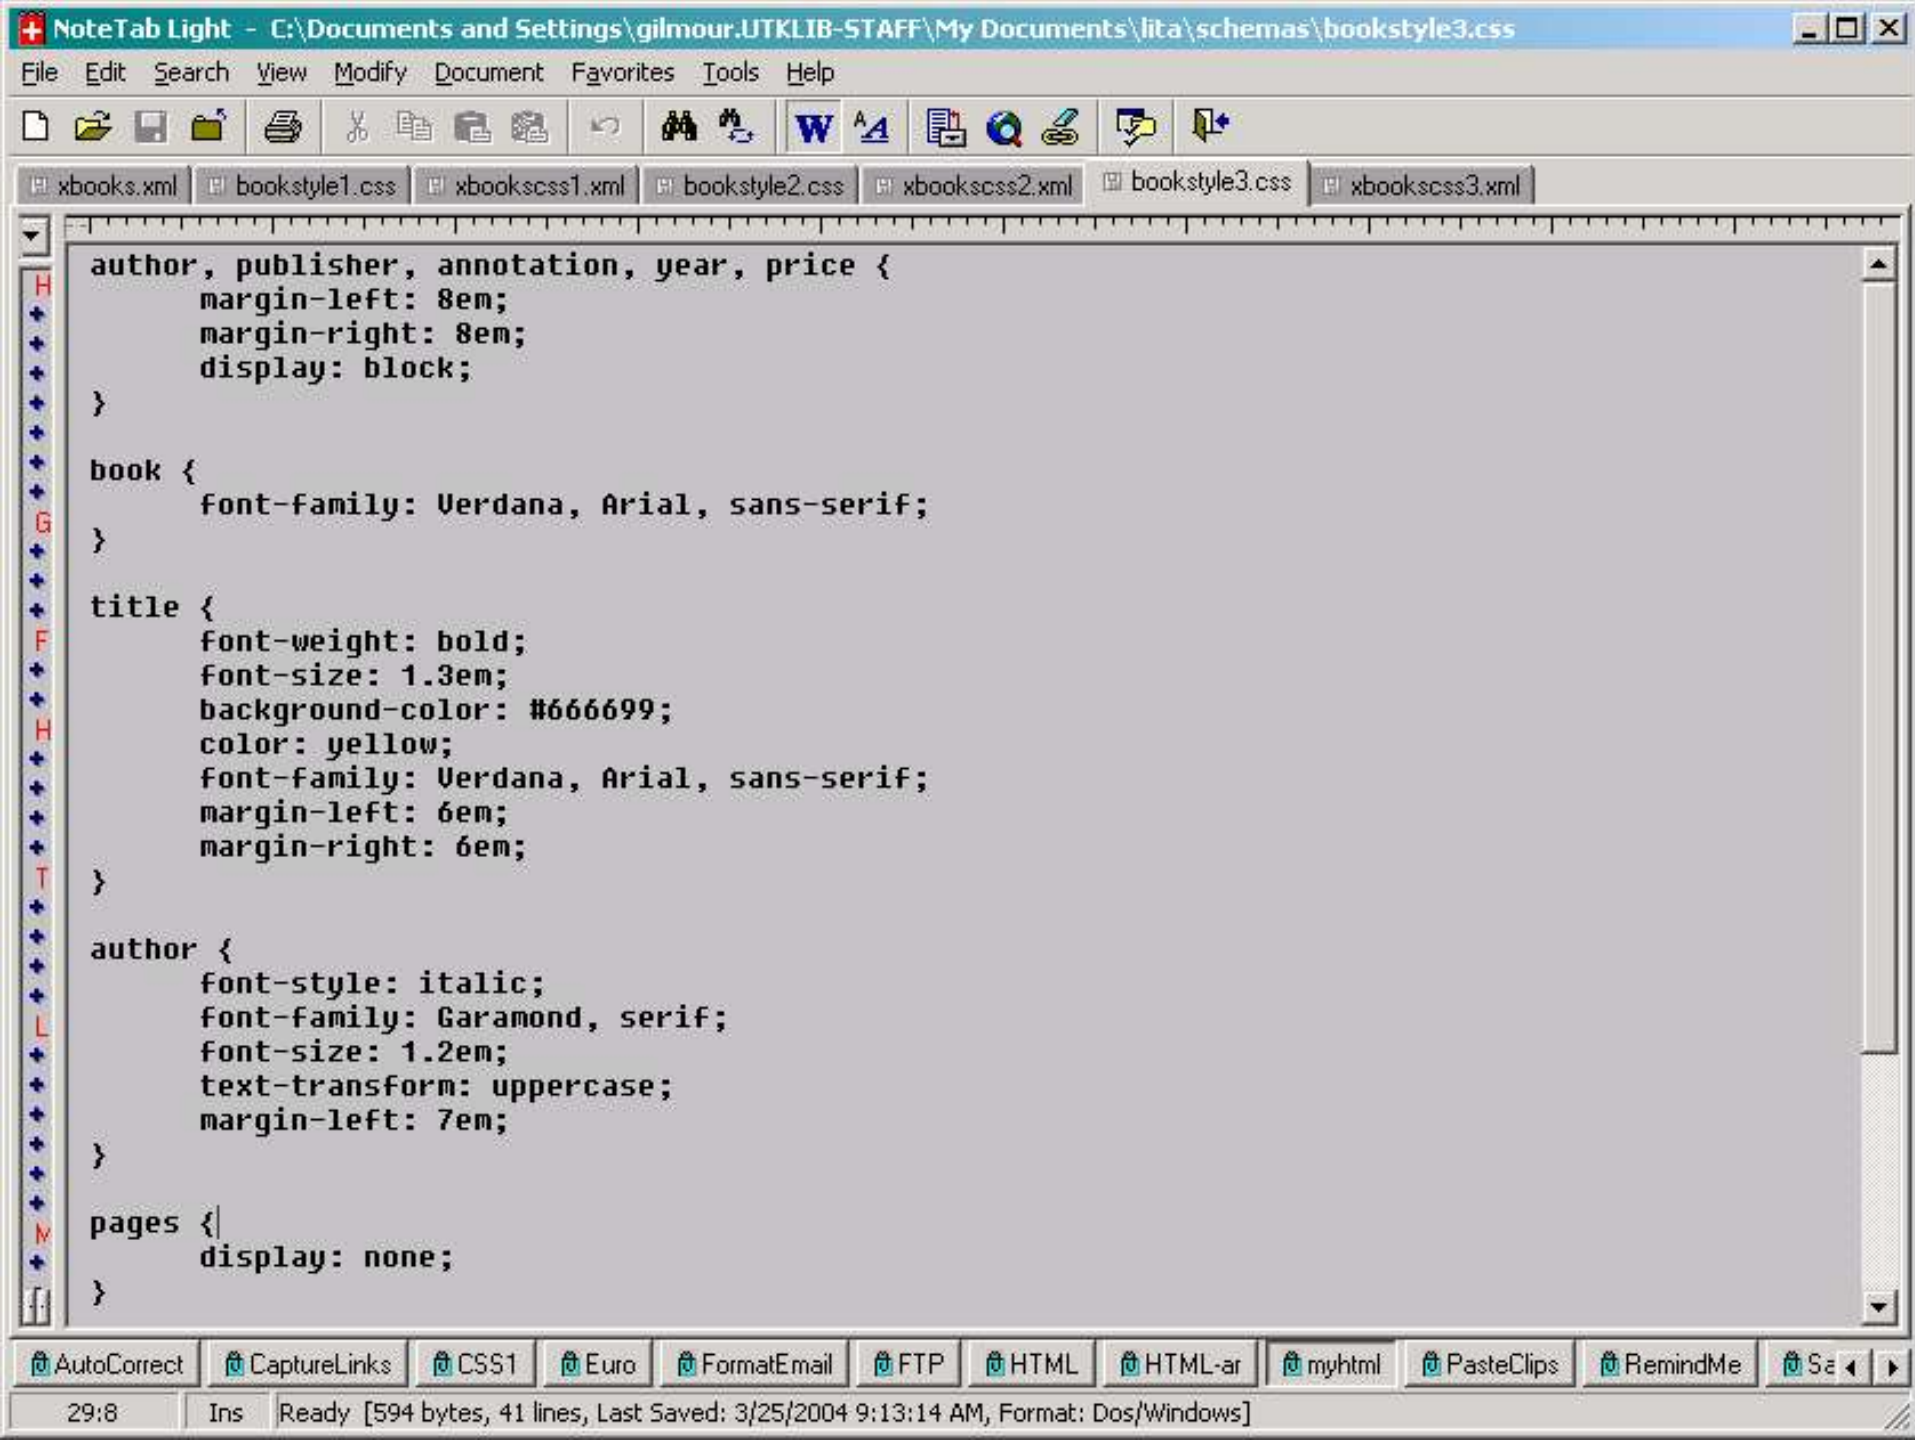 NoteTab Light - C:\Documents and Settings\gilmour.UTKLIB-STAFF\My Documents\lita\schemas\bookstyle3.css
File Edit Search View Modify Document Favorites Tools Help
W AA
xbooks.xml bookstyle1.css xbookscss1.xml bookstyle2.css xbookscss2.xml bookstyle3.css xbookscss3.xml
author, publisher, annotation, year, price {
margin-left: 8em;
margin-right: 8em;
display: block;
}
book {
font-family: Verdana, Arial, sans-serif;
}
title {
font-weight: bold;
font-size: 1.3em;
background-color: #666699;
color: yellow;
font-family: Verdana, Arial, sans-serif;
margin-left: 6em;
margin-right: 6em;
}
author {
font-style: italic;
font-family: Garamond, serif;
font-size: 1.2em;
text-transform: uppercase;
margin-left: 7em;
}
pages {
display: none;
}
H
G
F
H
T
L
M
AutoCorrect CaptureLinks CSS1 Euro FormatEmail FTP HTML HTML-ar myhtml PasteClips RemindMe Sa
29:8 Ins Ready [594 bytes, 41 lines, Last Saved: 3/25/2004 9:13:14 AM, Format: Dos/Windows]